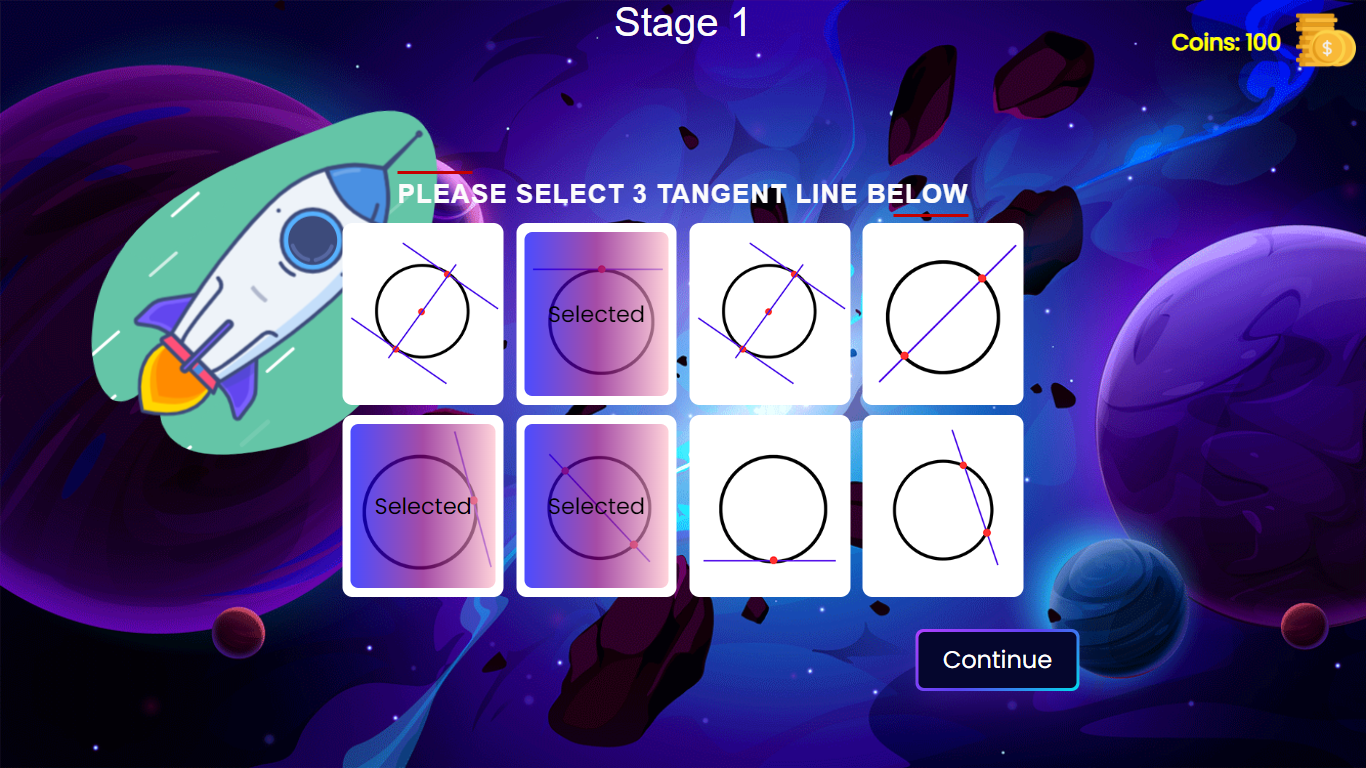 Stage 1
Coins: 100
$
PLEASE SELECT 3 TANGENT LINE BELOW
Selected
Selected
Selected
Continue